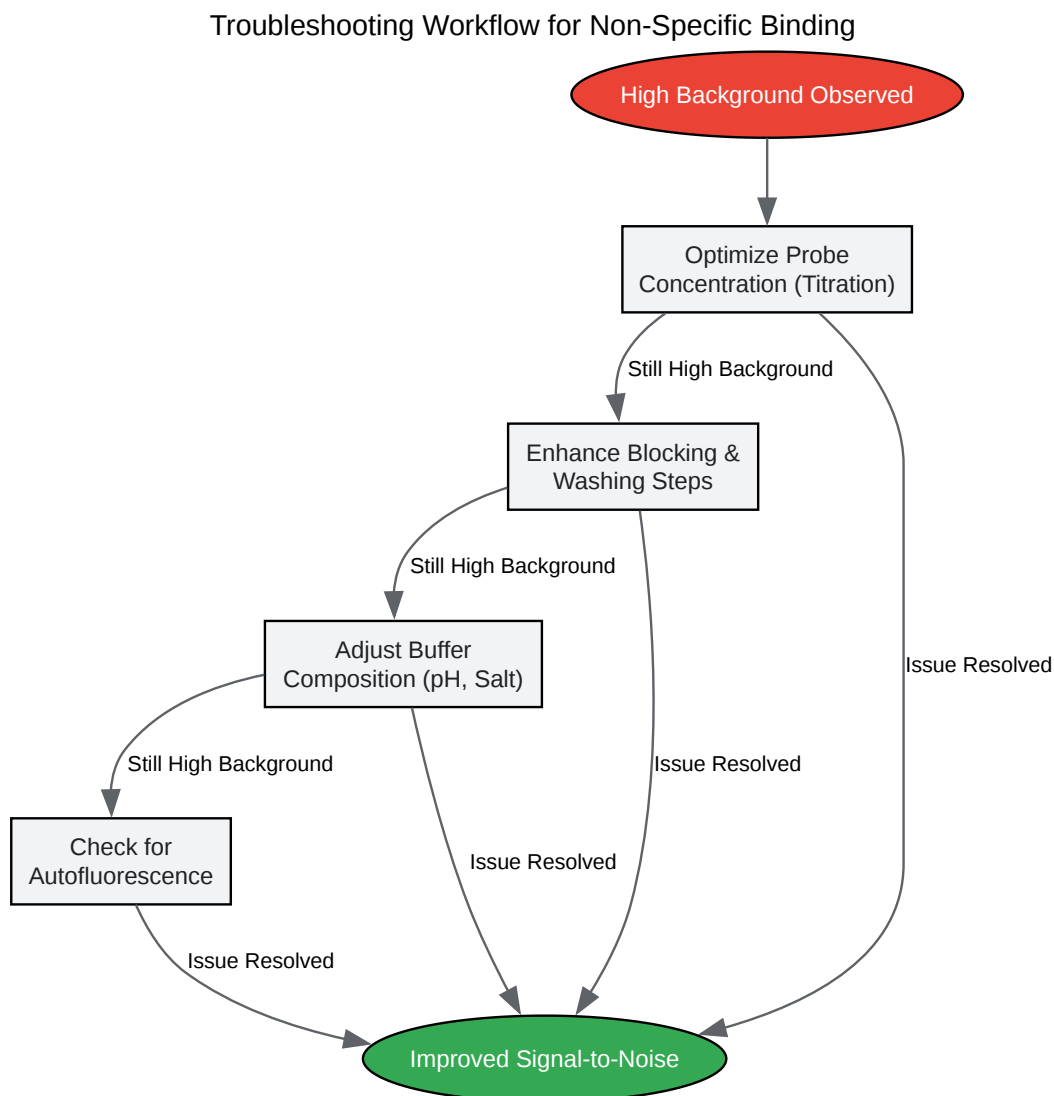 Troubleshooting Workflow for Non-Specific Binding
High Background Observed
Optimize Probe
Concentration (Titration)
Still High Background
Enhance Blocking &
Washing Steps
Still High Background
Issue Resolved
Adjust Buffer
Composition (pH, Salt)
Still High Background
Issue Resolved
Check for
Autofluorescence
Issue Resolved
Issue Resolved
Improved Signal-to-Noise